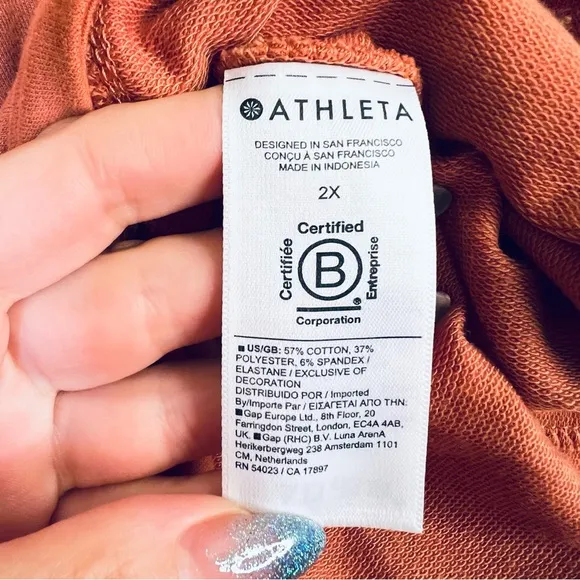 ATHLETA
DESIGNED IN SAN FRANCISCO
CONÇU À SAN FRANCISCO
MADE IN INDONESIA
2X
Certified
Certifiée
B
Entreprise
Corporation
US/GB: 57% COTTON, 37%
POLYESTER, 6% SPANDEX /
ELASTANE / EXCLUSIVE OF
DECORATION
DISTRIBUIDO POR / Imported
By/Importe Par / ΕΙΣΑΓΕΤΑΙ ΑΠΟ ΤΗΝ:
Gap Europe Ltd., 8th Floor, 20
Farringdon Street, London, EC4A 4AB,
UK. Gap (RHC) B.V. Luna ArenA
Herikerbergweg 238 Amsterdam 1101
CM, Netherlands
RN 54023 / CA 17897